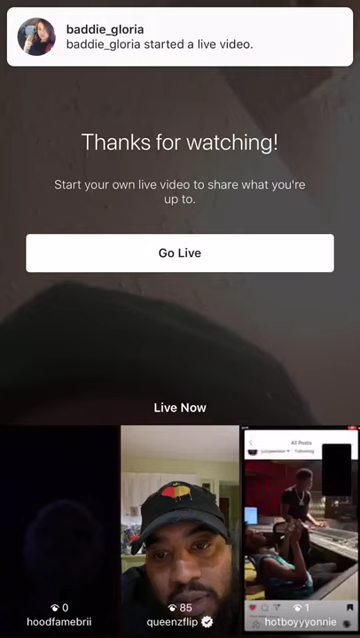 baddie_gloria
baddie_gloria started a live video.
Thanks for watching!
Start your own live video to share what you're
up to.
Go Live
Live Now
All Posts
Following
0
85
1
hoodfamebrii
queenzflip
hotboyyyonnie